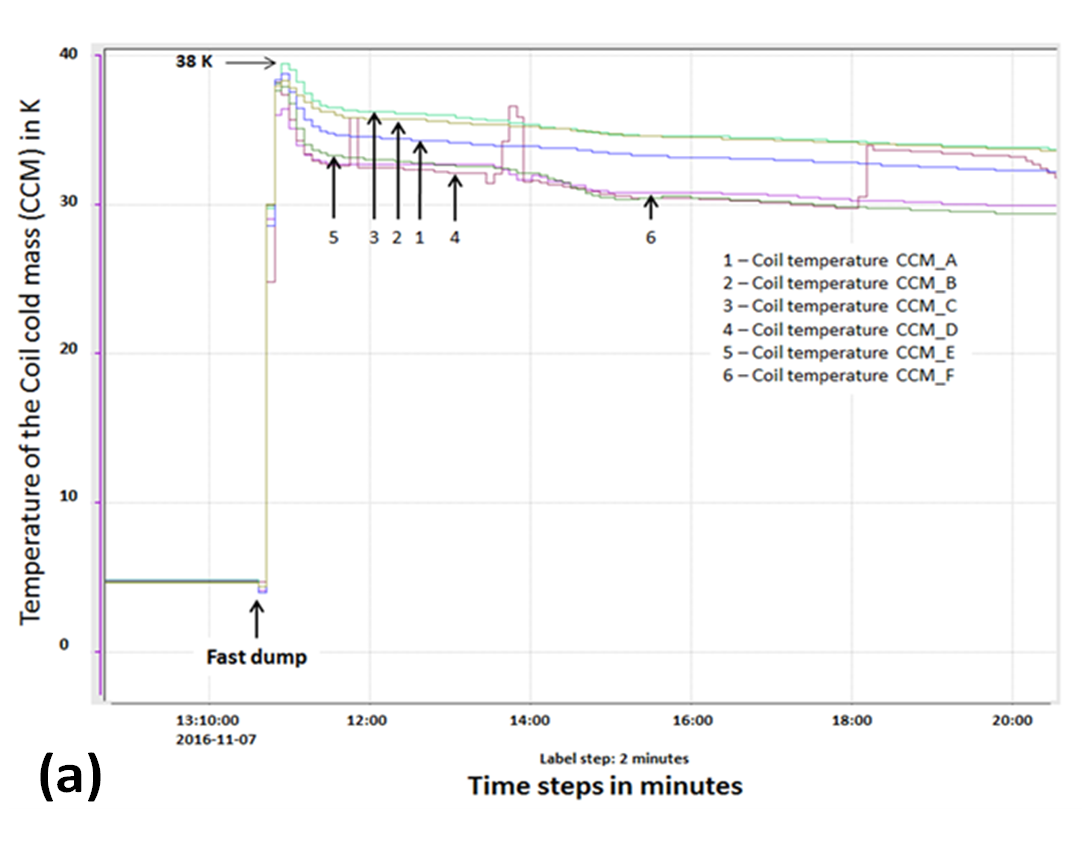 40
38 K
30
20
10
0
Temperature of the Coil cold mass (CCM) in K
5 3 2 1 4 6
1 – Coil temperature CCM_A
2 – Coil temperature CCM_B
3 – Coil temperature CCM_C
4 – Coil temperature CCM_D
5 – Coil temperature CCM_E
6 – Coil temperature CCM_F
Fast dump
13:10:00 12:00 14:00 16:00 18:00 20:00
2016-11-07
Label step: 2 minutes
Time steps in minutes
(a)